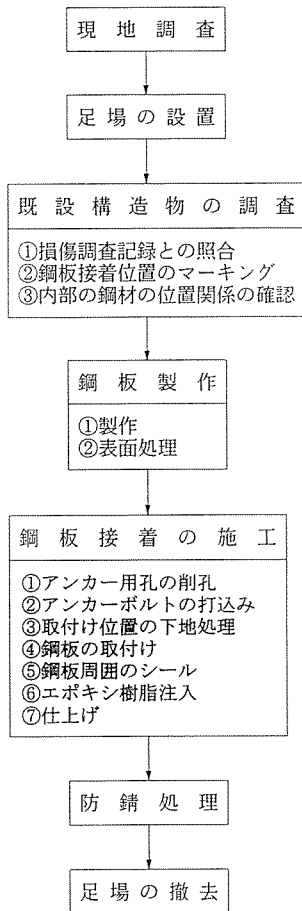 現地調査
足場の設置
既設構造物の調査
①損傷調査記録との照合
②鋼板接着位置のマーキング
③内部の鋼材の位置関係の確認
鋼板製作
①製作
②表面処理
鋼板接着の施工
①アンカー用孔の削孔
②アンカーボルトの打込み
③取付け位置の下地処理
④鋼板の取付け
⑤鋼板周囲のシール
⑥エポキシ樹脂注入
⑦仕上げ
防錆処理
足場の撤去